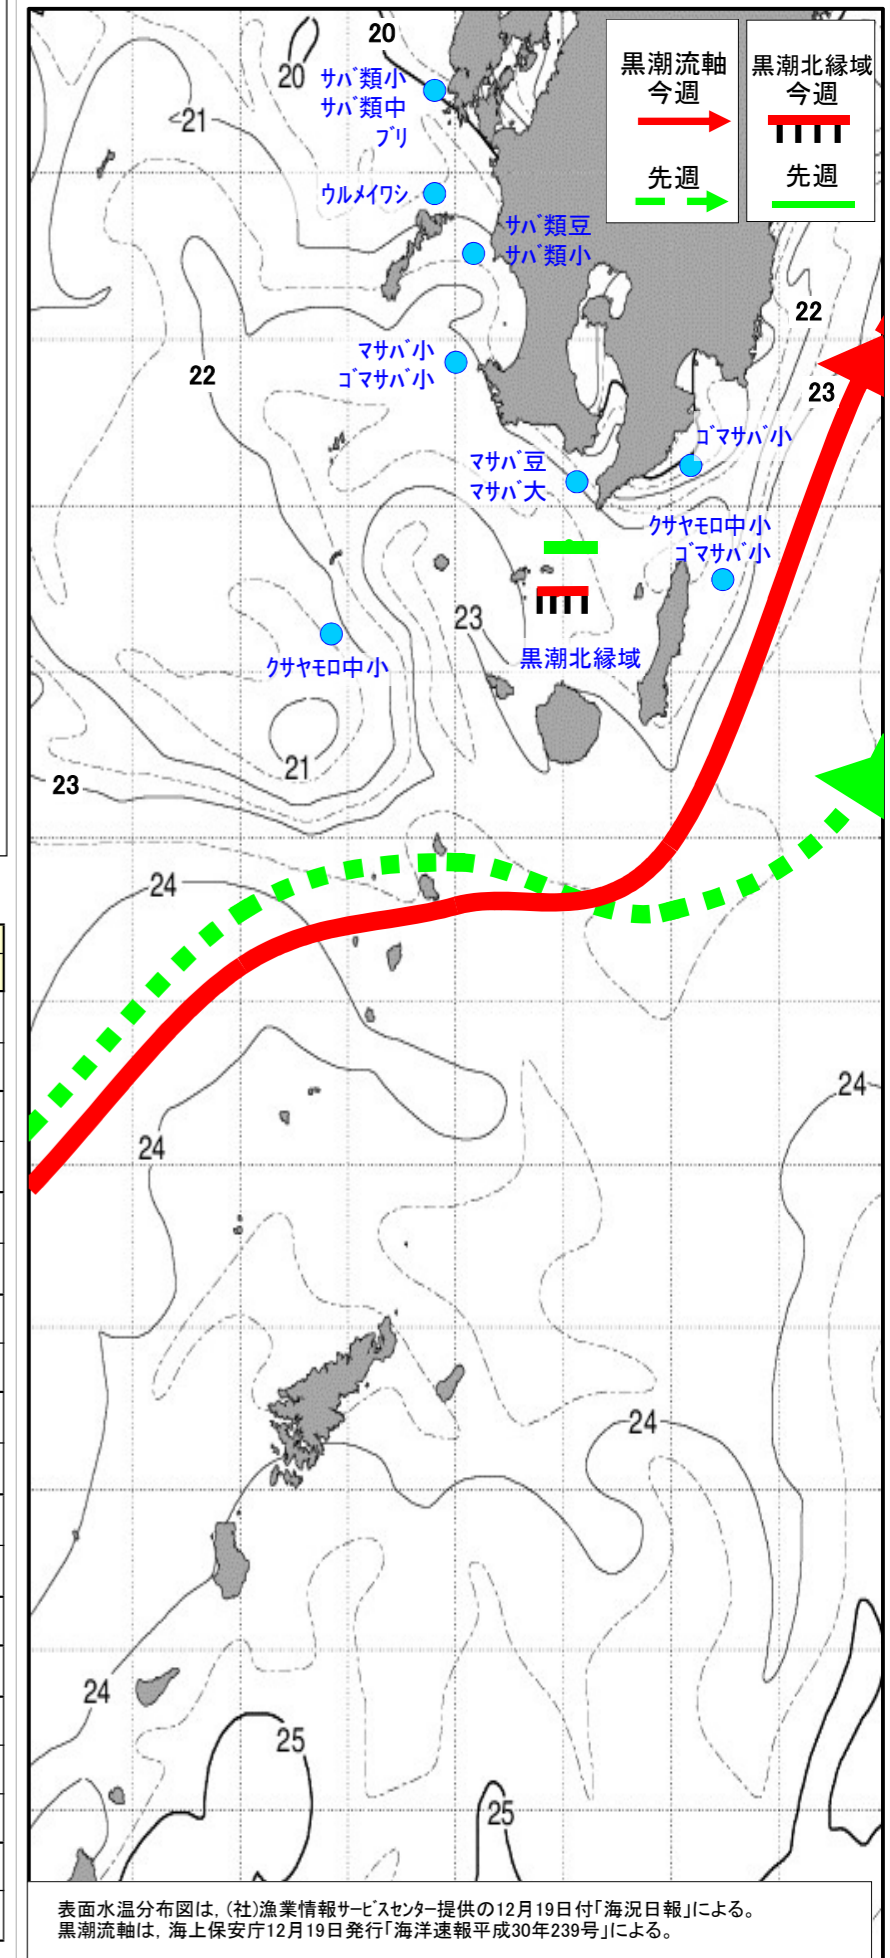 20
20
21
サバ類小
サバ類中
ブリ
黒潮流軸
今週
先週
黒潮北縁域
今週
先週
ウルメイワシ
サバ類豆
サバ類小
22
22
マサバ小
ゴマサバ小
23
ゴマサバ小
マサバ豆
マサバ大
クサヤモロ中小
ゴマサバ小
23
黒潮北縁域
クサヤモロ中小
21
23
24
24
24
24
24
25
25
表面水温分布図は，(社)漁業情報サービスセンター提供の12月19日付「海況日報」による。
黒潮流軸は，海上保安庁12月19日発行「海洋速報平成30年239号」による。